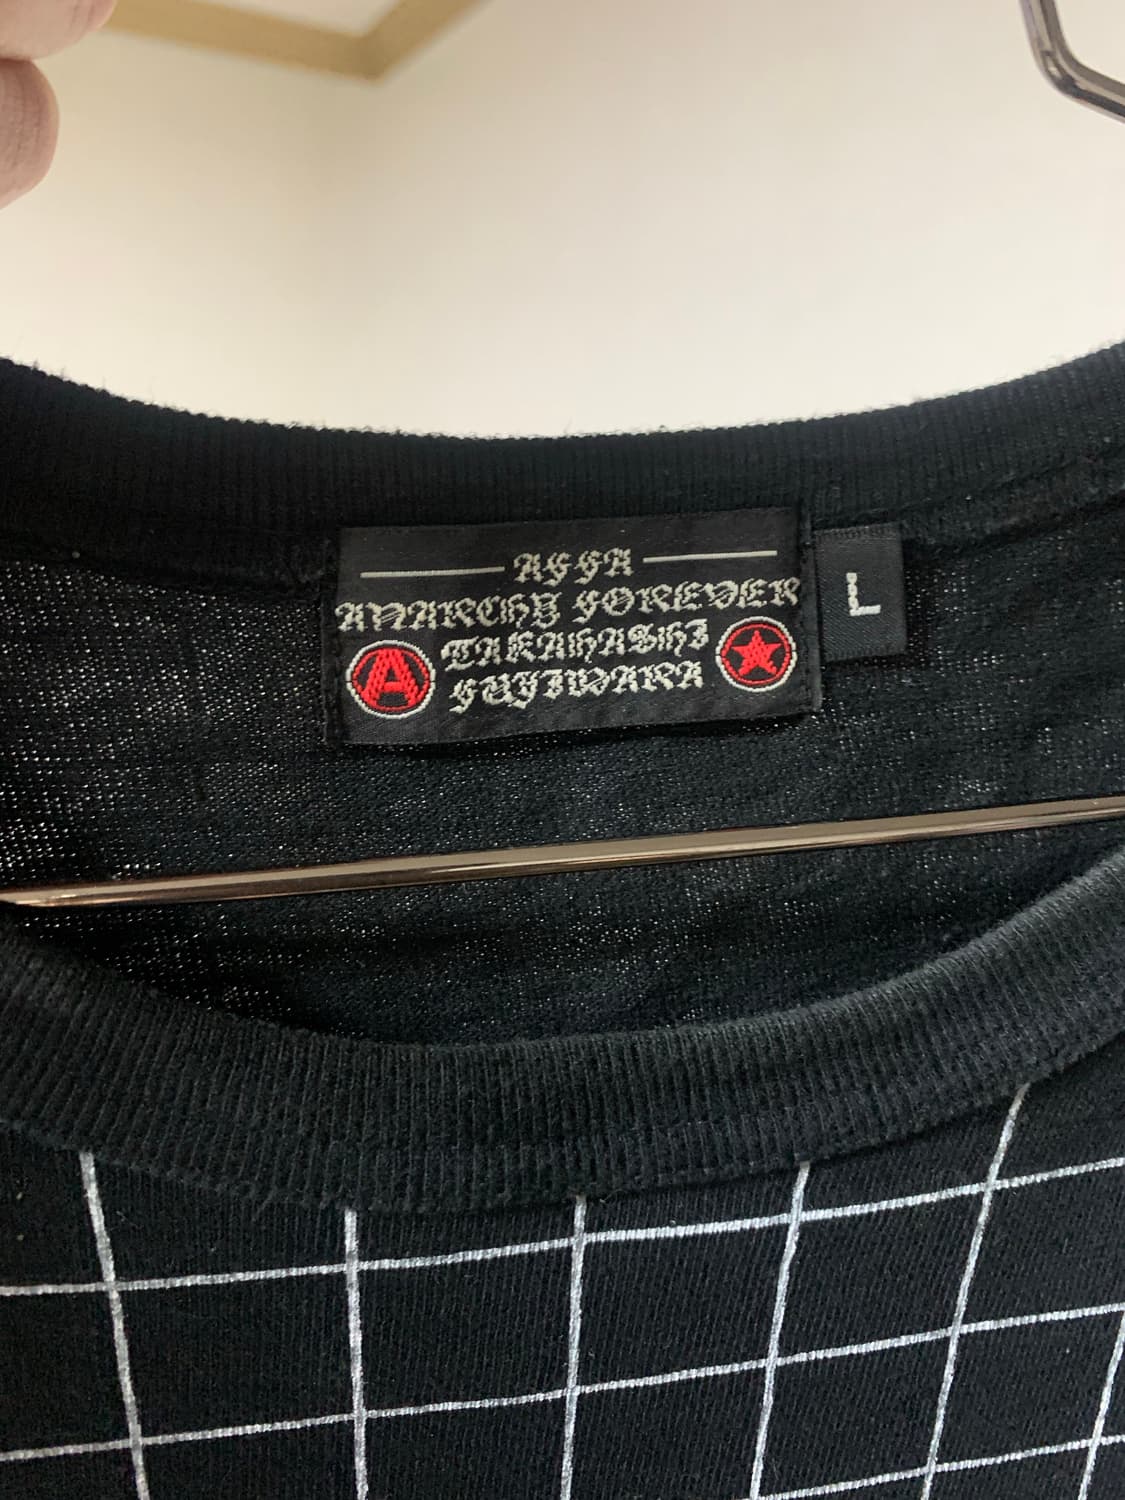 AFFA
ANARCHY FOREVER
TAKAHASHI
FUJIWARA
A
L